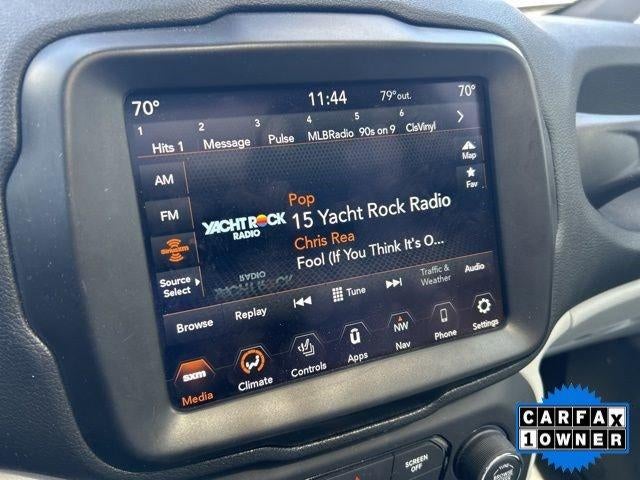 70° 11:44 79°out. 70°
1 2 3 4 5 6
Hits 1 Message Pulse MLBRadio 90s on 9 ClsVinyl >
AM
FM
SiriusXM
Source
Select
Map
Fav
YACHT ROCK
RADIO
Pop
15 Yacht Rock Radio
Chris Rea
Fool (If You Think It's O...
Browse Replay Tune Traffic &
Weather Audio
sxm
Media
Climate
Controls
ü
Apps
NW
Nav
Phone
Settings
SCREEN
OFF
BROWSE
CARFAX
1 OWNER